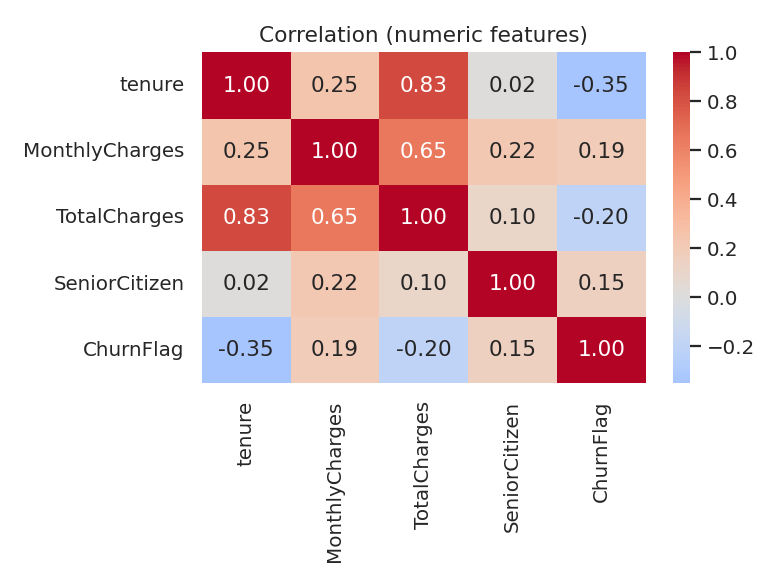 Correlation (numeric features)
tenure 1.00 0.25 0.83 0.02 -0.35
MonthlyCharges 0.25 1.00 0.65 0.22 0.19
TotalCharges 0.83 0.65 1.00 0.10 -0.20
SeniorCitizen 0.02 0.22 0.10 1.00 0.15
ChurnFlag -0.35 0.19 -0.20 0.15 1.00
tenure
MonthlyCharges
TotalCharges
SeniorCitizen
ChurnFlag
1.0
0.8
0.6
0.4
0.2
0.0
−0.2